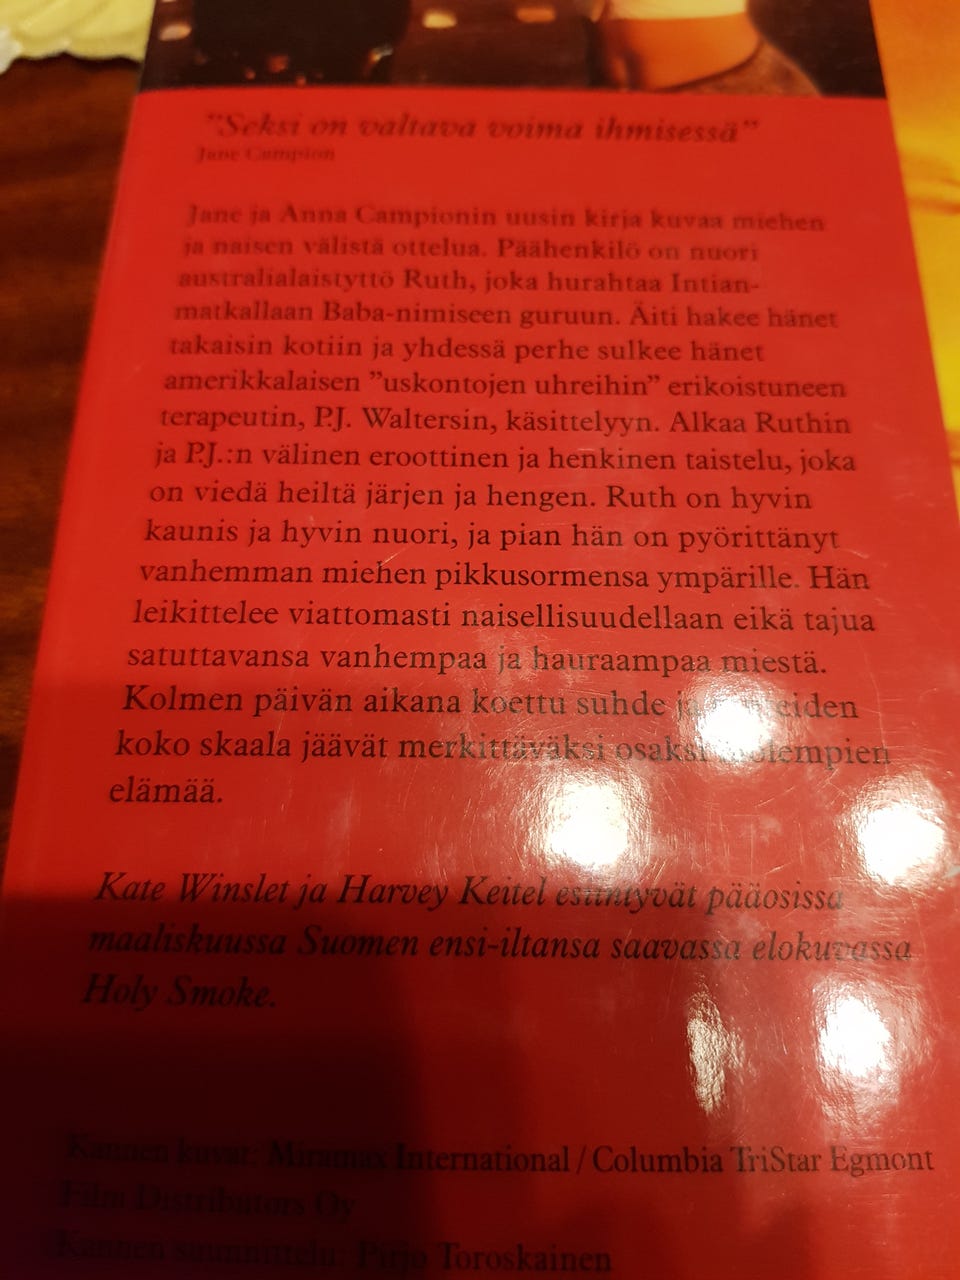 "Seksi on valtava voima ihmisessä"
Jane Campion
Jane ja Anna Campionin uusin kirja kuvaa miehen
ja naisen välistä ottelua. Päähenkilö on nuori
australialaistyttö Ruth, joka hurahtaa Intian-
matkallaan Baba-nimiseen guruun. Äiti hakee hänet
takaisin kotiin ja yhdessä perhe sulkee hänet
amerikkalaisen "uskontojen uhreihin" erikoistuneen
terapeutin, P.J. Waltersin, käsittelyyn. Alkaa Ruthin
ja P.J.:n välinen eroottinen ja henkinen taistelu, joka
on viedä heiltä järjen ja hengen. Ruth on hyvin
kaunis ja hyvin nuori, ja pian hän on pyörittänyt
vanhemman miehen pikkusormensa ympärille. Hän
leikittelee viattomasti naisellisuudellaan eikä tajua
satuttavansa vanhempaa ja hauraampaa miestä.
Kolmen päivän aikana koettu suhde ja
koko skaala jäävät merkittäväksi osaksi molempien
elämää.
Kate Winslet ja Harvey Keitel esiintyvät pääosissa
maaliskuussa Suomen ensi-iltansa saavassa elokuvassa
Holy Smoke.
Kannen kuvat: Miramax International / Columbia TriStar Egmont
Film Distributors Oy
Kannen suunnittelu: Pirjo Toroskainen